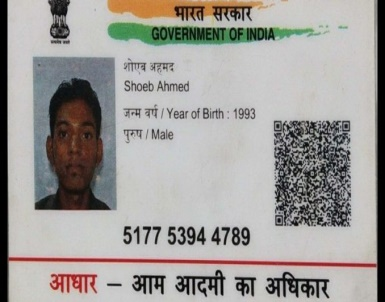 भारत सरकार
GOVERNMENT OF INDIA
शोएब अहमद
Shoeb Ahmed
जन्म वर्ष / Year of Birth : 1993
पुरुष / Male
5177 5394 4789
आधार – आम आदमी का अधिकार